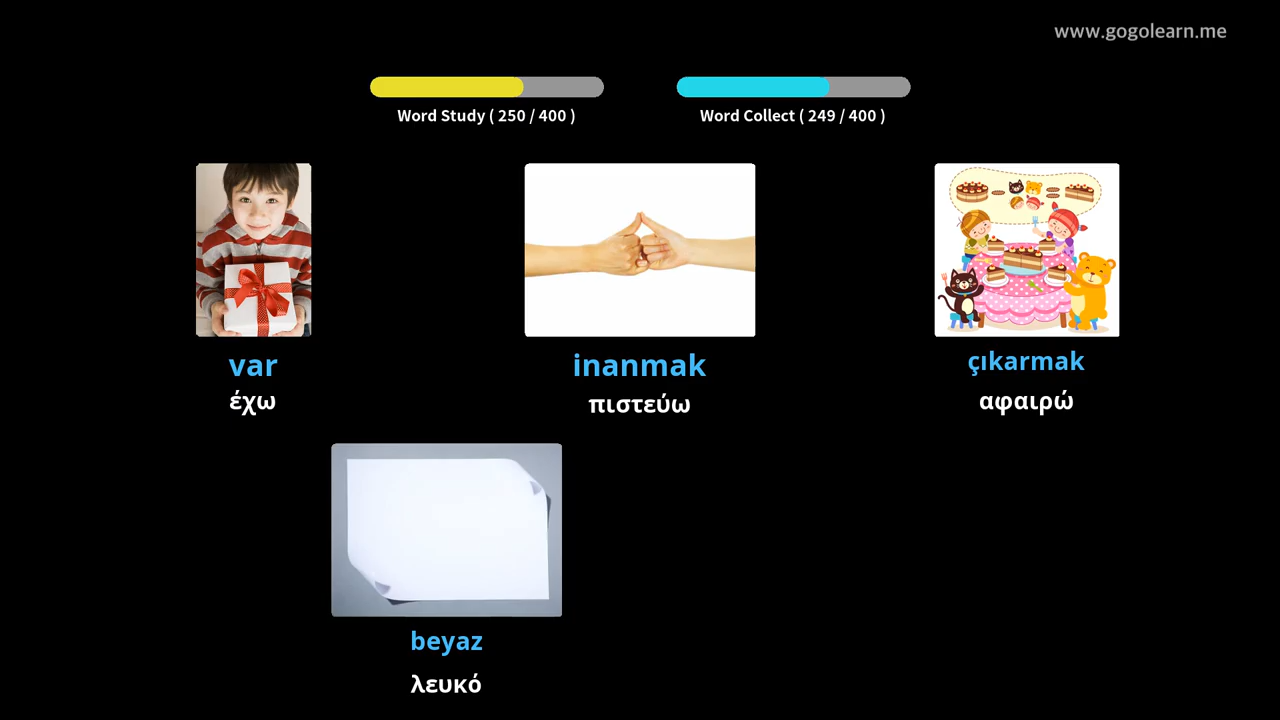 www.gogolearn.me
Word Study ( 250 / 400 )
Word Collect ( 249 / 400 )
var
έχω
inanmak
πιστεύω
çıkarmak
αφαιρώ
beyaz
λευκό